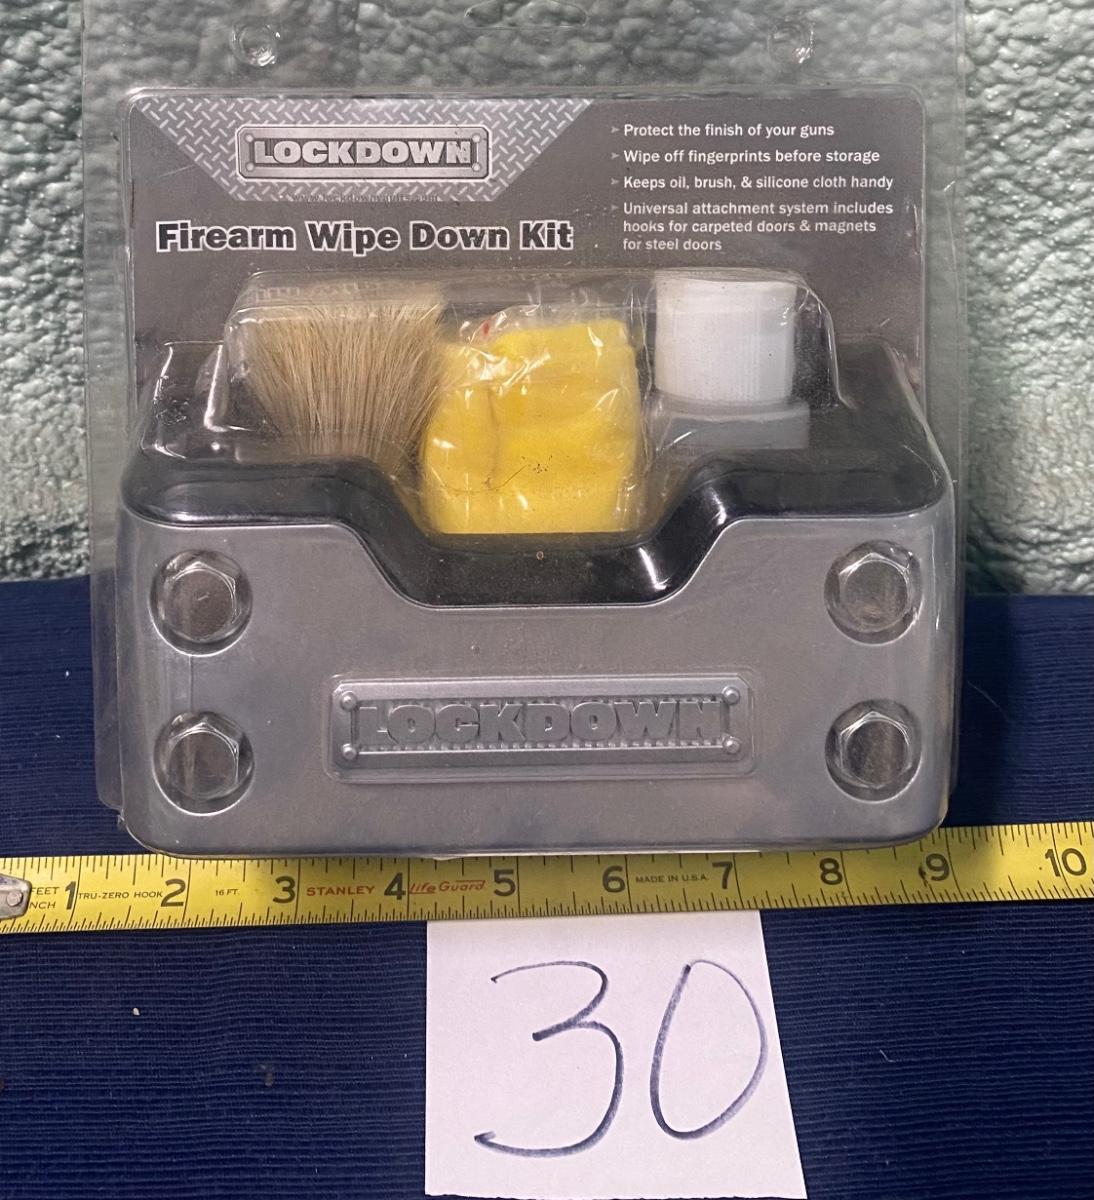 LOCKDOWN
Firearm Wipe Down Kit
➤ Protect the finish of your guns
➤ Wipe off fingerprints before storage
➤ Keeps oil, brush, & silicone cloth handy
➤ Universal attachment system includes
hooks for carpeted doors & magnets
for steel doors
LOCKDOWN
FEET 1 TRU-ZERO HOOK 2 16 FT. 3 STANLEY 4 Life Guard 5 6 MADE IN U.S.A. 7 8 9 10
INCH
30